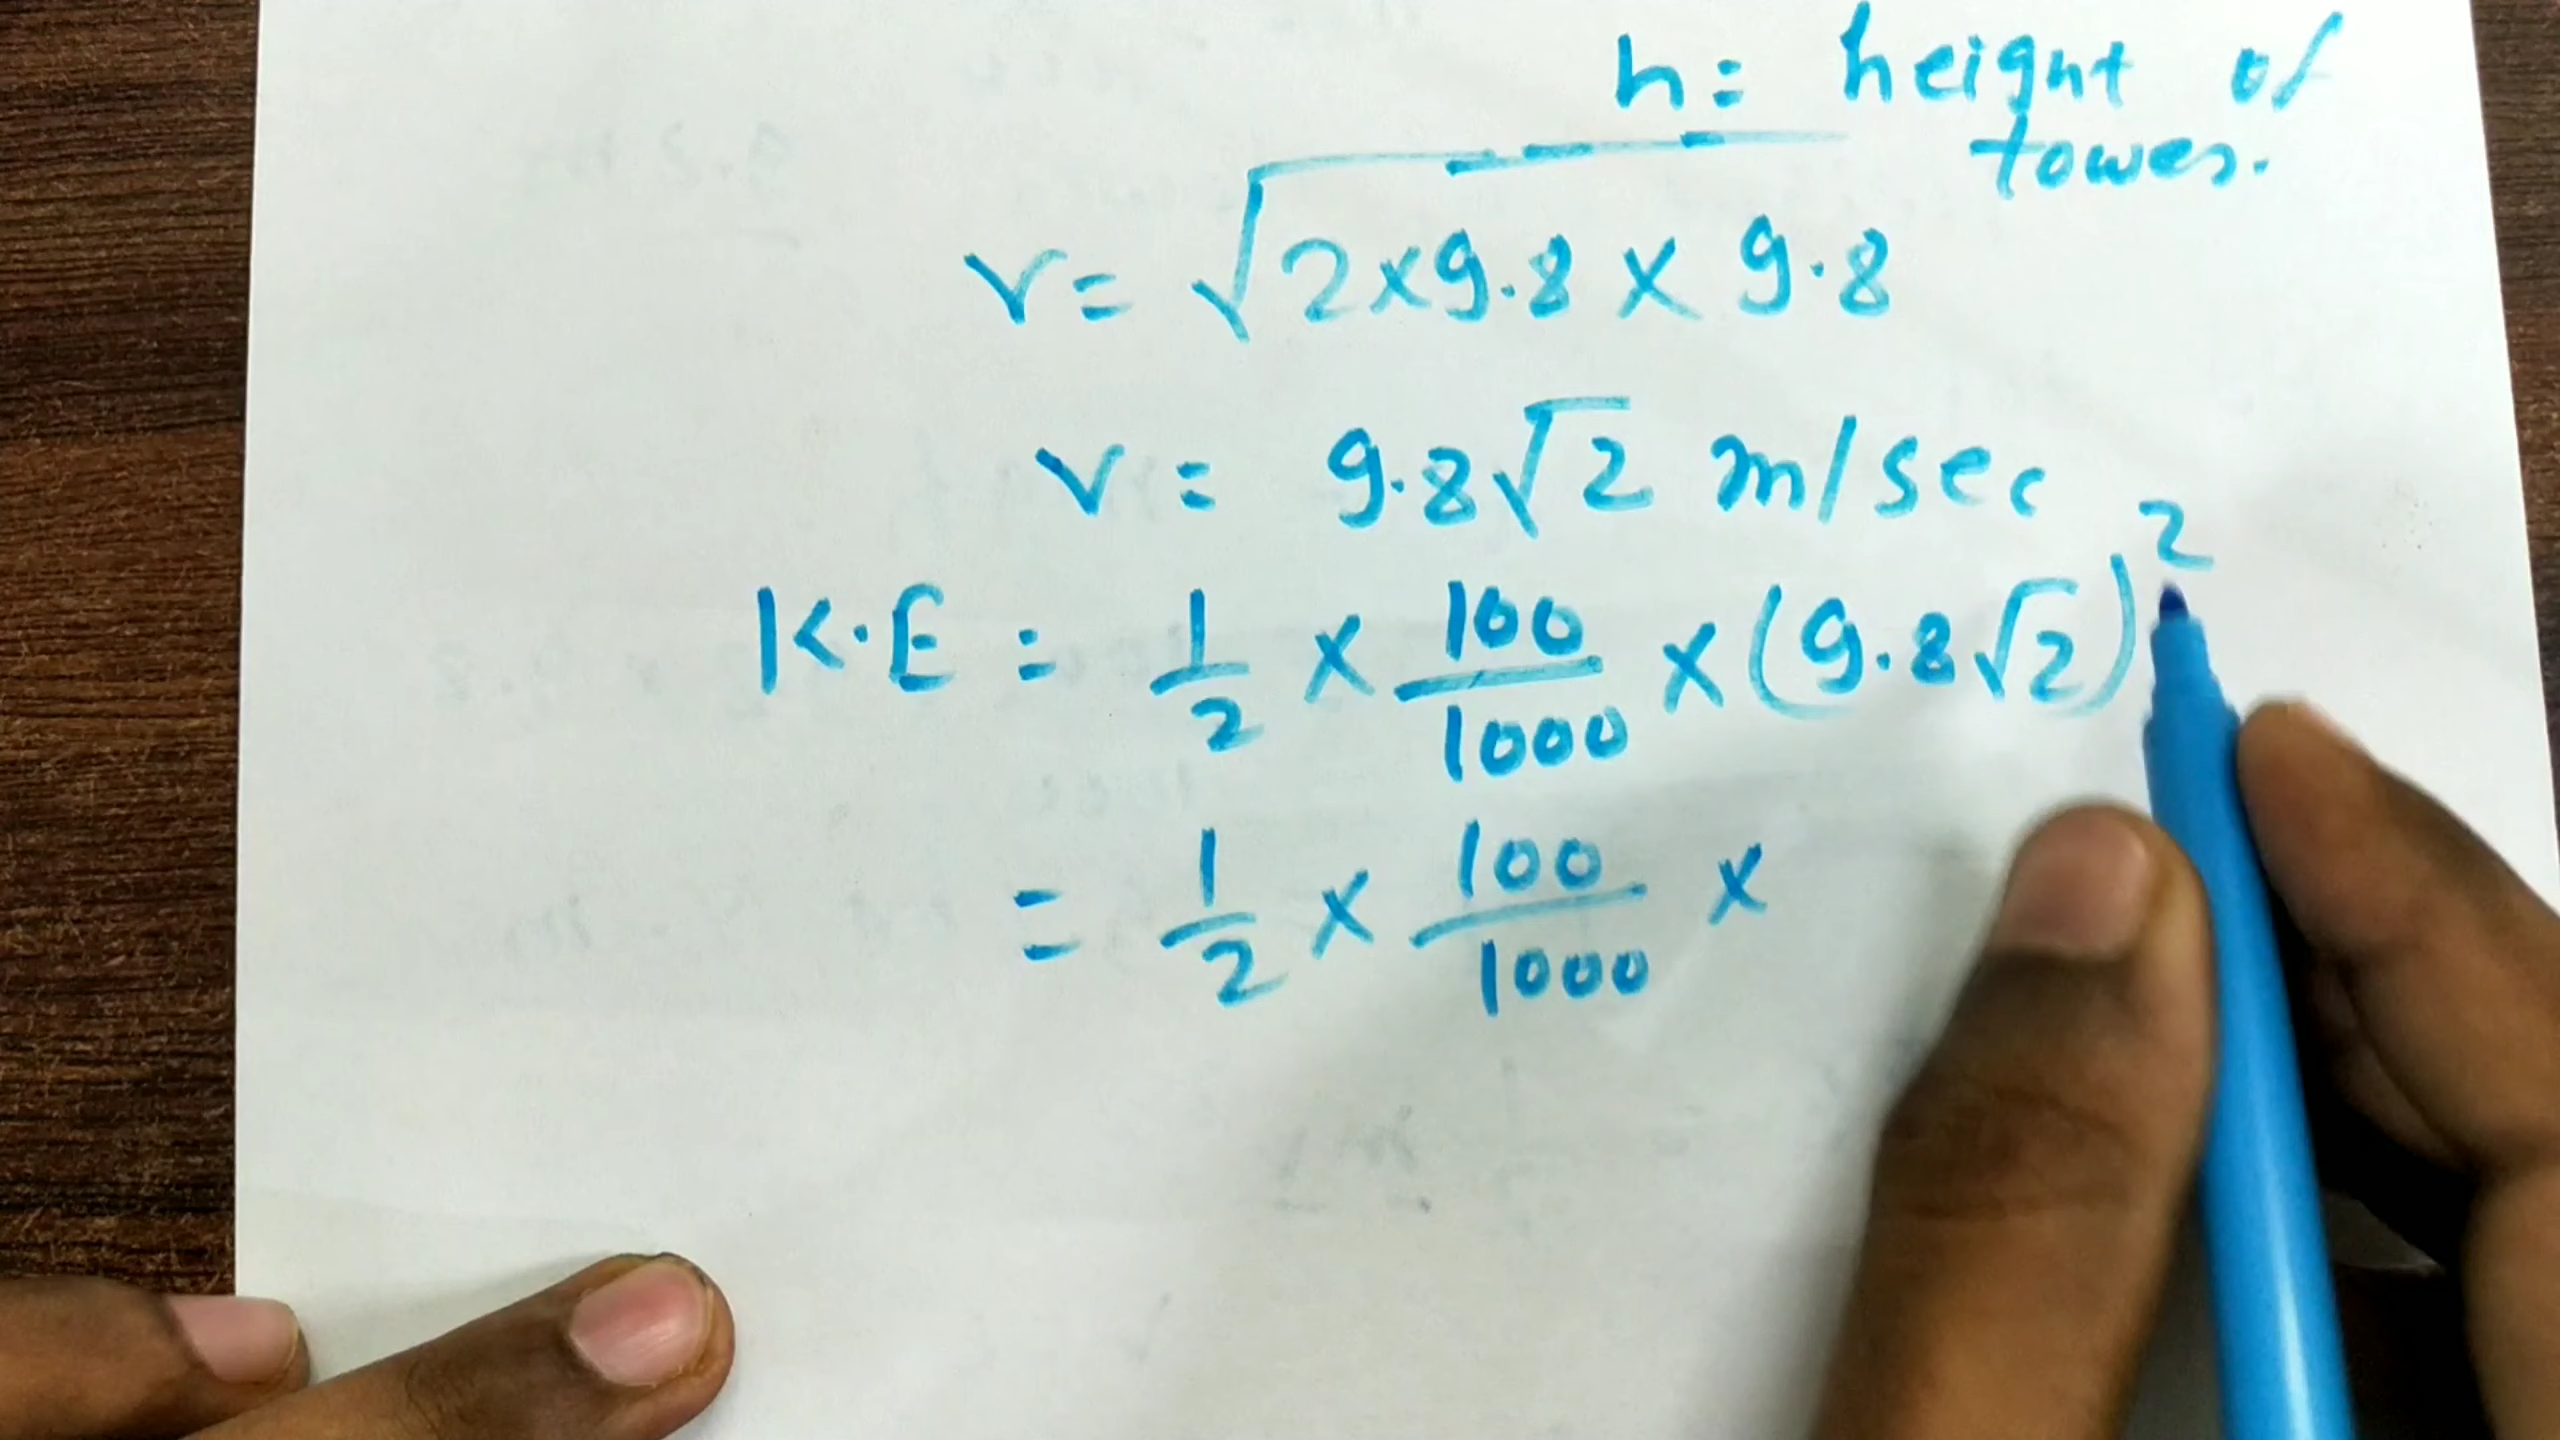 h = height of
tower.
v = √2×9.8 × 9.8
v = 9.8√2 m/sec
K.E = 1/2 × 100/1000 × (9.8√2)²
= 1/2 × 100/1000 ×